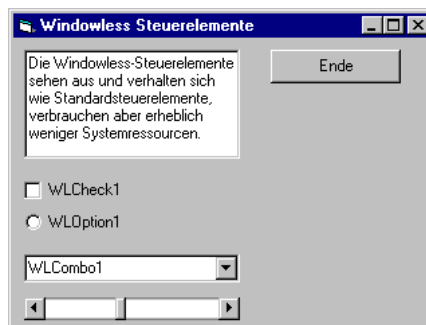 Windowless Steuerelemente
Die Windowless-Steuerelemente
sehen aus und verhalten sich
wie Standardsteuerelemente,
verbrauchen aber erheblich
weniger Systemressourcen.
Ende
WLCheck1
WLOption1
WLCombo1